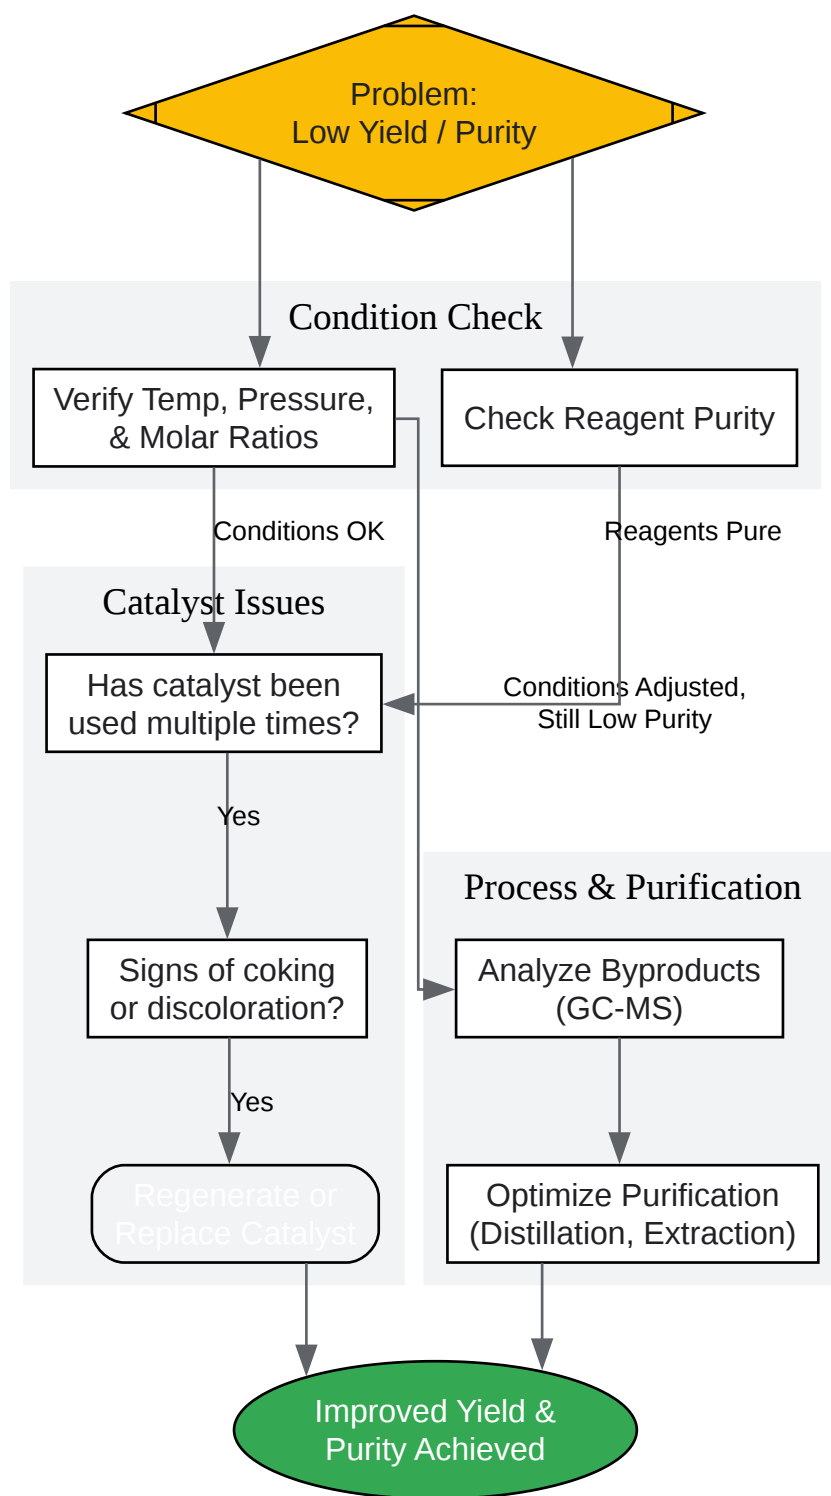 Problem:
Low Yield / Purity
Condition Check
Verify Temp, Pressure,
& Molar Ratios
Check Reagent Purity
Conditions OK
Reagents Pure
Catalyst Issues
Has catalyst been
used multiple times?
Conditions Adjusted,
Still Low Purity
Yes
Process & Purification
Signs of coking
or discoloration?
Analyze Byproducts
(GC-MS)
Yes
Regenerate or
Replace Catalyst
Optimize Purification
(Distillation, Extraction)
Improved Yield &
Purity Achieved